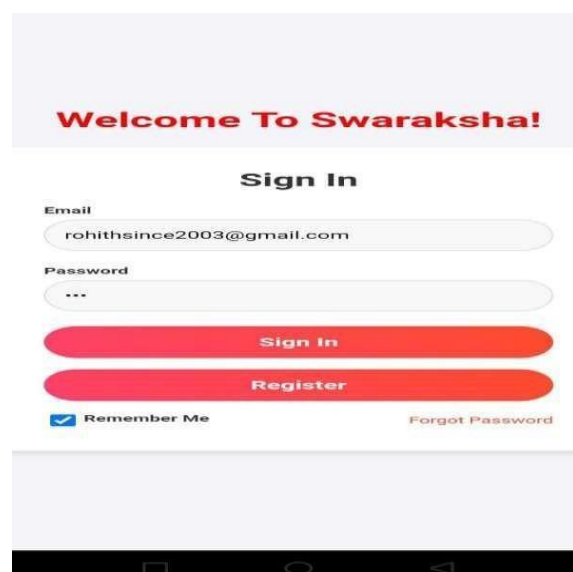 Welcome To Swaraksha!
Sign In
Email
rohithsince2003@gmail.com
Password
•••
Sign In
Register
Remember Me Forgot Password